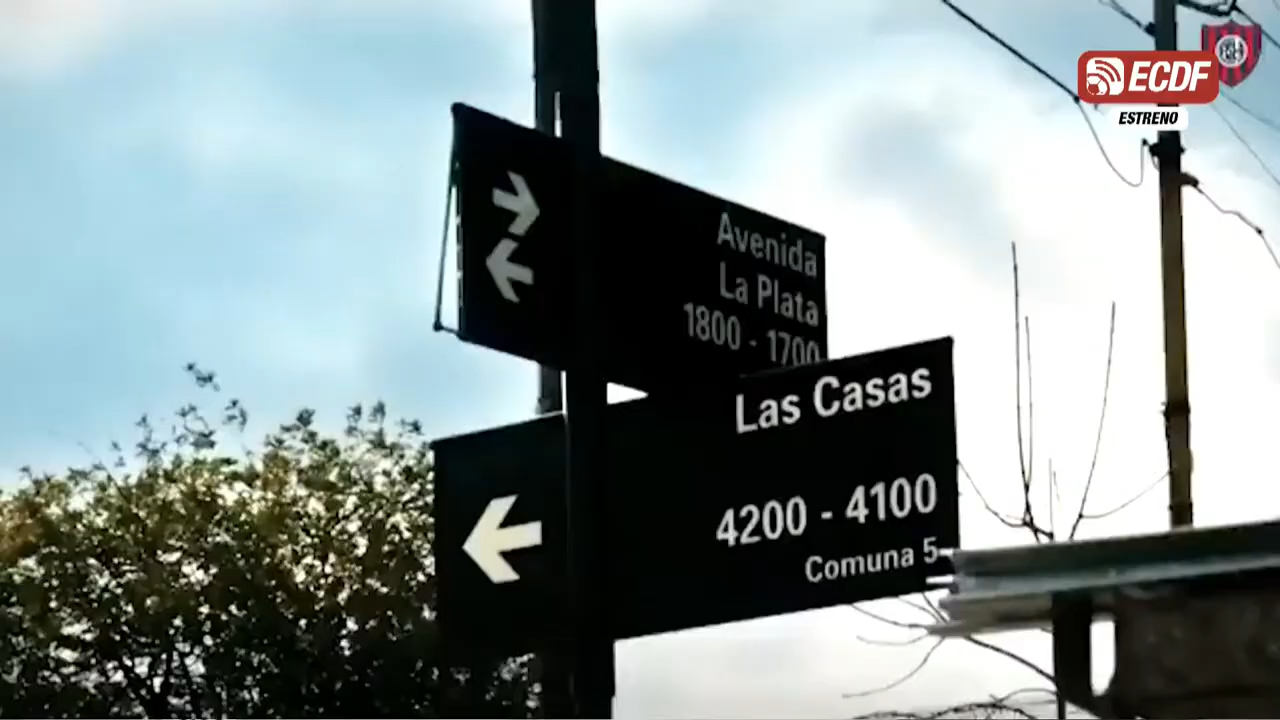 ECDF
ESTRENO
Avenida
La Plata
1800 - 1700
Las Casas
4200 - 4100
Comuna 5